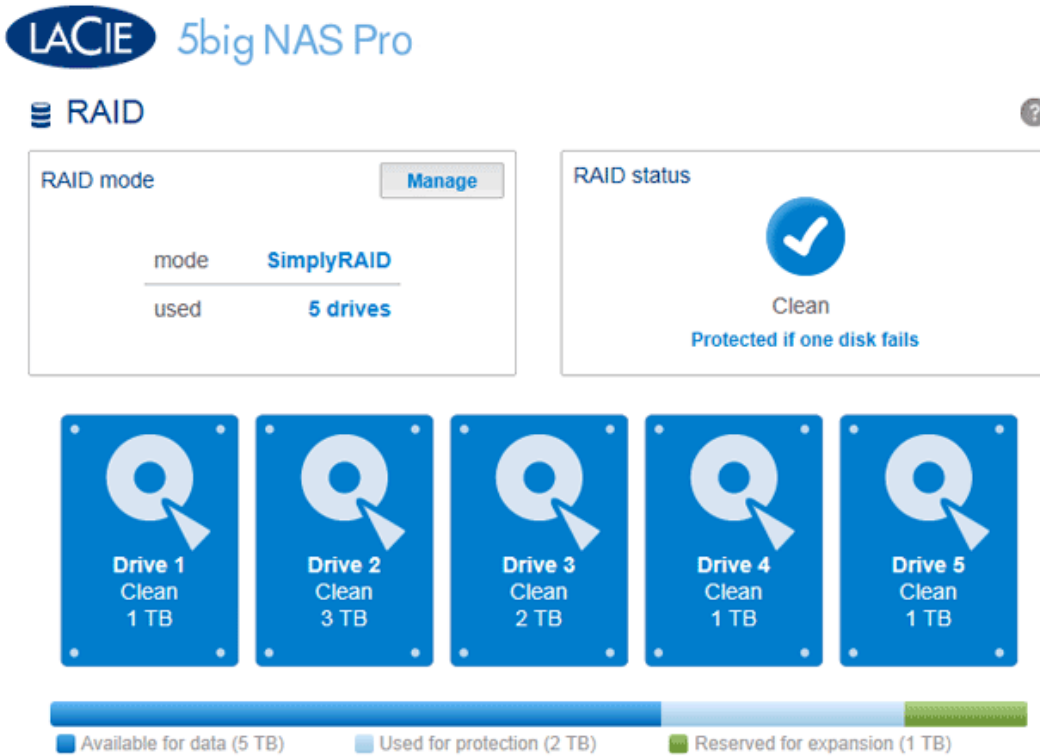 LACIE 5big NAS Pro
RAID
?
RAID mode
Manage
mode SimplyRAID
used 5 drives
RAID status
Clean
Protected if one disk fails
Drive 1
Clean
1 TB
Drive 2
Clean
3 TB
Drive 3
Clean
2 TB
Drive 4
Clean
1 TB
Drive 5
Clean
1 TB
Available for data (5 TB) Used for protection (2 TB) Reserved for expansion (1 TB)